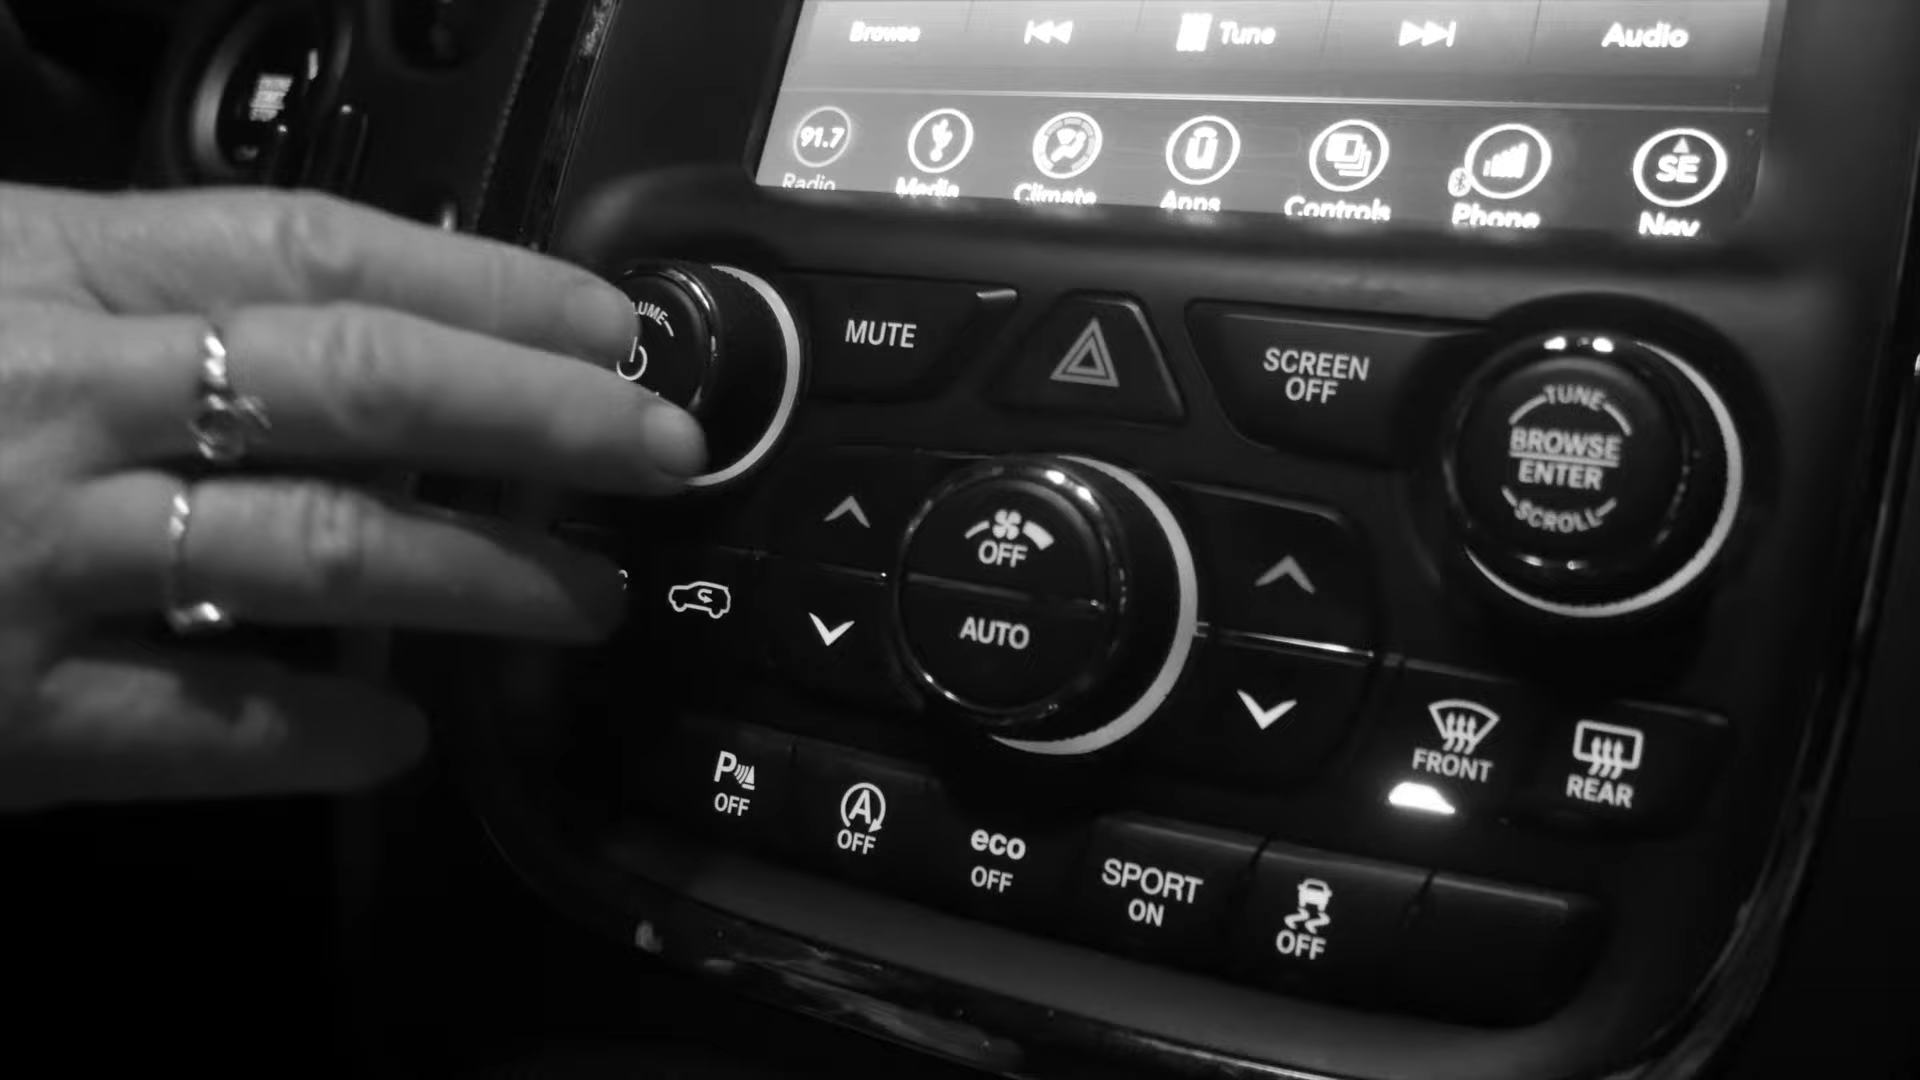 Browse
Tune
Audio
91.7
SE
Radio
Media
Climate
Apps
Controls
Phone
Nav
MUTE
SCREEN
OFF
TUNE
BROWSE
ENTER
SCROLL
OFF
AUTO
FRONT
REAR
P
OFF
A
OFF
eco
OFF
SPORT
ON
OFF